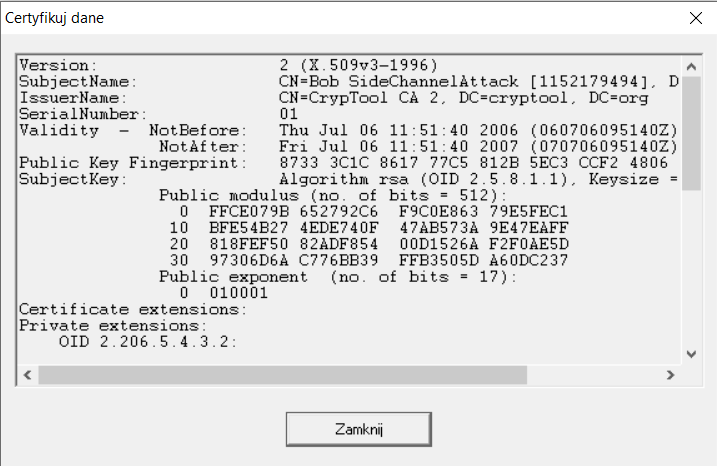 Certyfikuj dane
Version: 2 (X.509v3-1996)
SubjectName: CN=Bob SideChannelAttack [1152179494], D
IssuerName: CN=CrypTool CA 2, DC=cryptool, DC=org
SerialNumber: 01
Validity - NotBefore: Thu Jul 06 11:51:40 2006 (060706095140Z)
NotAfter: Fri Jul 06 11:51:40 2007 (070706095140Z)
Public Key Fingerprint: 8733 3C1C 8617 77C5 812B 5EC3 CCF2 4806
SubjectKey: Algorithm rsa (OID 2.5.8.1.1), Keysize =
Public modulus (no. of bits = 512):
0 FFCE079B 652792C6 F9C0E863 79E5FEC1
10 BFE54B27 4EDE740F 47AB573A 9E47EAFF
20 818FEF50 82ADF854 00D1526A F2F0AE5D
30 97306D6A C776BB39 FFB3505D A60DC237
Public exponent (no. of bits = 17):
0 010001
Certificate extensions:
Private extensions:
OID 2.206.5.4.3.2:
Zamknij